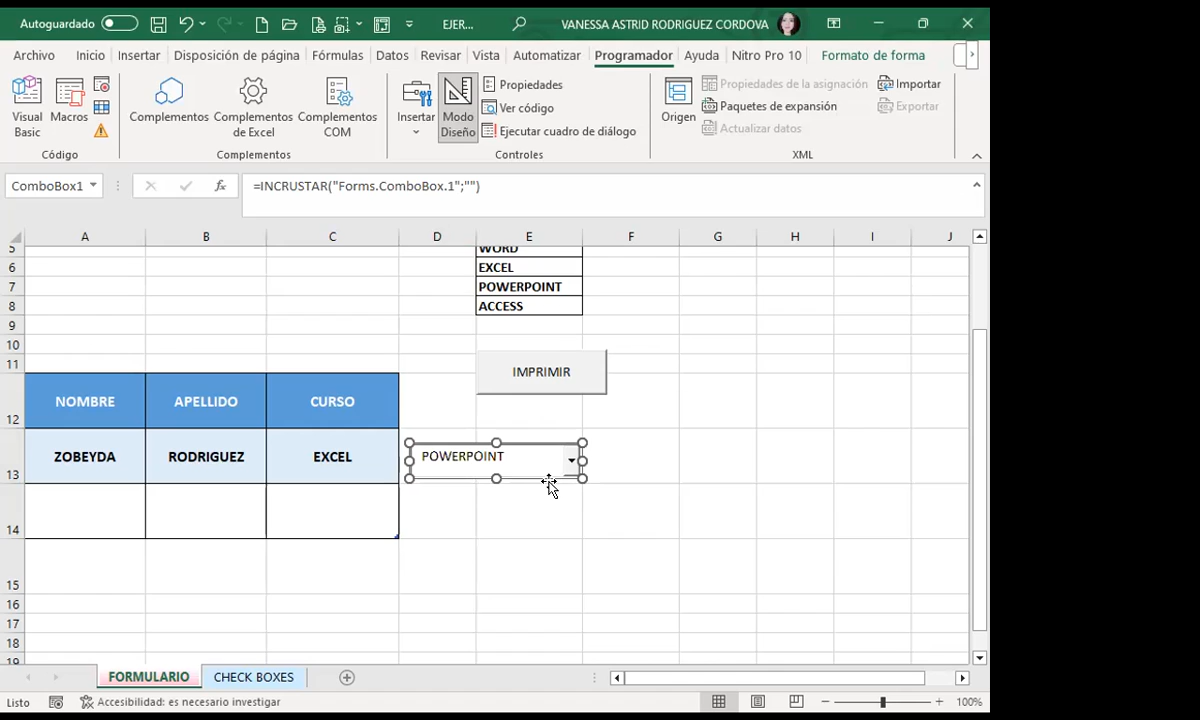 Autoguardado
EJER...
VANESSA ASTRID RODRIGUEZ CORDOVA
Archivo Inicio Insertar Disposición de página Fórmulas Datos Revisar Vista Automatizar Programador Ayuda Nitro Pro 10 Formato de forma
Visual Basic
Macros
Código
Complementos
Complementos de Excel
Complementos COM
Complementos
Insertar
Modo Diseño
Propiedades
Ver código
Ejecutar cuadro de diálogo
Controles
Origen
Propiedades de la asignación
Paquetes de expansión
Actualizar datos
Importar
Exportar
XML
ComboBox1
fx
=INCRUSTAR("Forms.ComboBox.1";"")
A B C D E F G H I J
5 WORD
6 EXCEL
7 POWERPOINT
8 ACCESS
9
10
11
IMPRIMIR
12 NOMBRE APELLIDO CURSO
13 ZOBEYDA RODRIGUEZ EXCEL POWERPOINT
14
15
16
17
18
19
FORMULARIO CHECK BOXES
Listo
Accesibilidad: es necesario investigar
100%